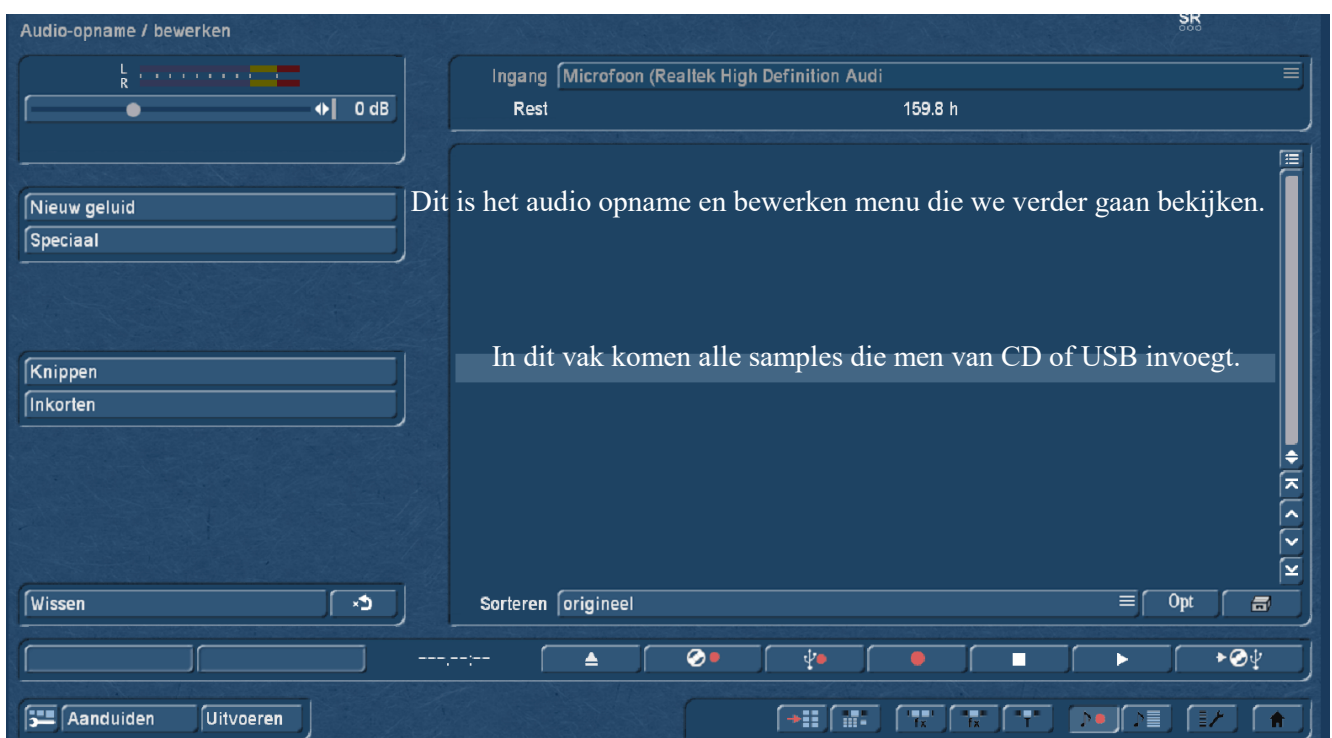 Audio-opname / bewerken
SR
L
R
0 dB
Ingang Microfoon (Realtek High Definition Audi
Rest 159.8 h
Nieuw geluid
Speciaal
Dit is het audio opname en bewerken menu die we verder gaan bekijken.
In dit vak komen alle samples die men van CD of USB invoegt.
Knippen
Inkorten
Wissen
Sorteren origineel Opt
---,--:--
Aanduiden Uitvoeren
fx fx T